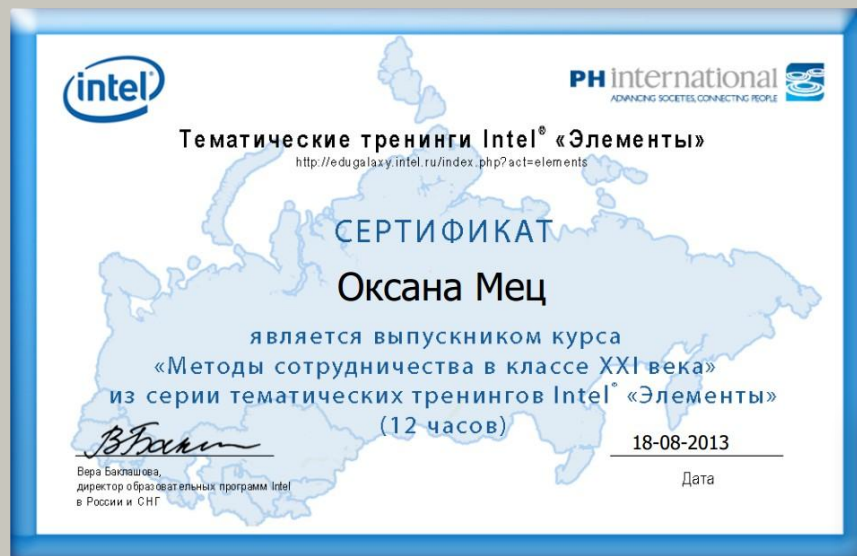 intel
PH international
ADVANCING SOCIETIES, CONNECTING PEOPLE
Тематические тренинги Intel® «Элементы»
http://edugalaxy.intel.ru/index.php?act=elements
СЕРТИФИКАТ
Оксана Мец
является выпускником курса
«Методы сотрудничества в классе XXI века»
из серии тематических тренингов Intel® «Элементы»
(12 часов)
18-08-2013
Вера Баклашова,
директор образовательных программ Intel
в России и СНГ
Дата